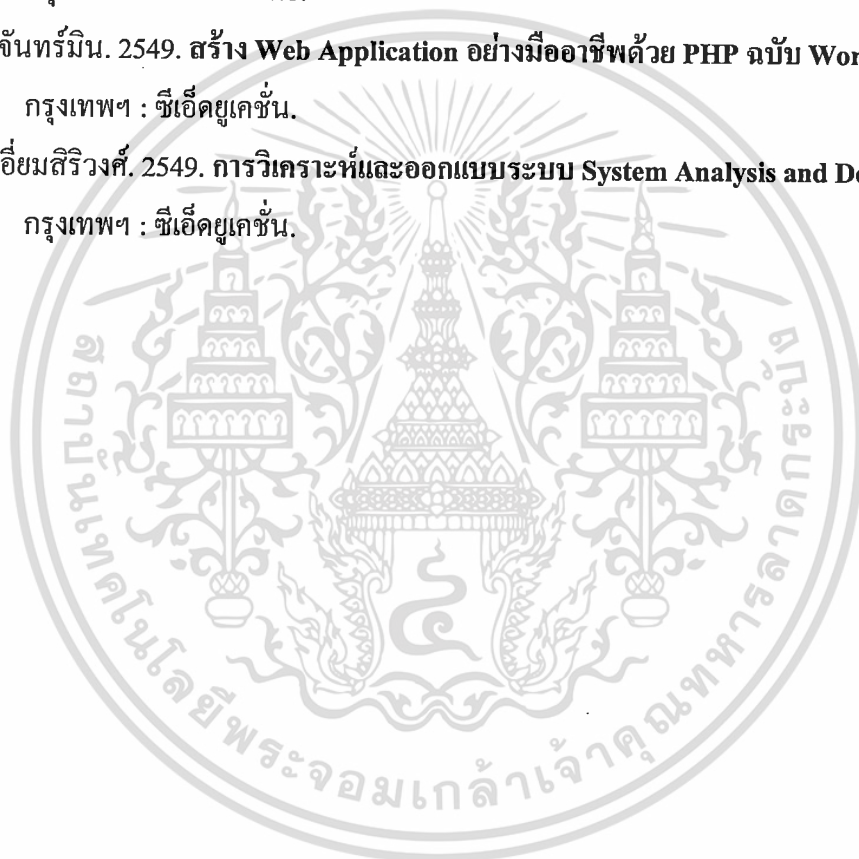 จันทร์มิน. 2549. สร้าง Web Application อย่างมืออาชีพด้วย PHP ฉบับ Wor
กรุงเทพฯ : ซีเอ็ดยูเคชั่น.
อี่ยมสิริวงศ์. 2549. การวิเคราะห์และออกแบบระบบ System Analysis and De
กรุงเทพฯ : ซีเอ็ดยูเคชั่น.
สถาบันเทคโนโลยีพระจอมเกล้าเจ้าคุณทหารลาดกระบัง